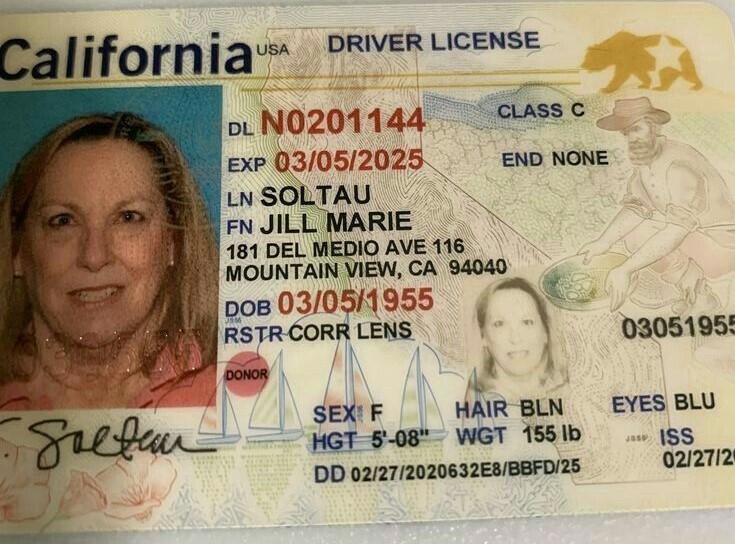 California USA DRIVER LICENSE
CLASS C
DL N0201144
EXP 03/05/2025
END NONE
LN SOLTAU
FN JILL MARIE
181 DEL MEDIO AVE 116
MOUNTAIN VIEW, CA 94040
DOB 03/05/1955
RSTR CORR LENS
03051955
DONOR
SEX F HAIR BLN EYES BLU
HGT 5'-08" WGT 155 lb ISS
DD 02/27/2020632E8/BBFD/25 02/27/2
Soltau